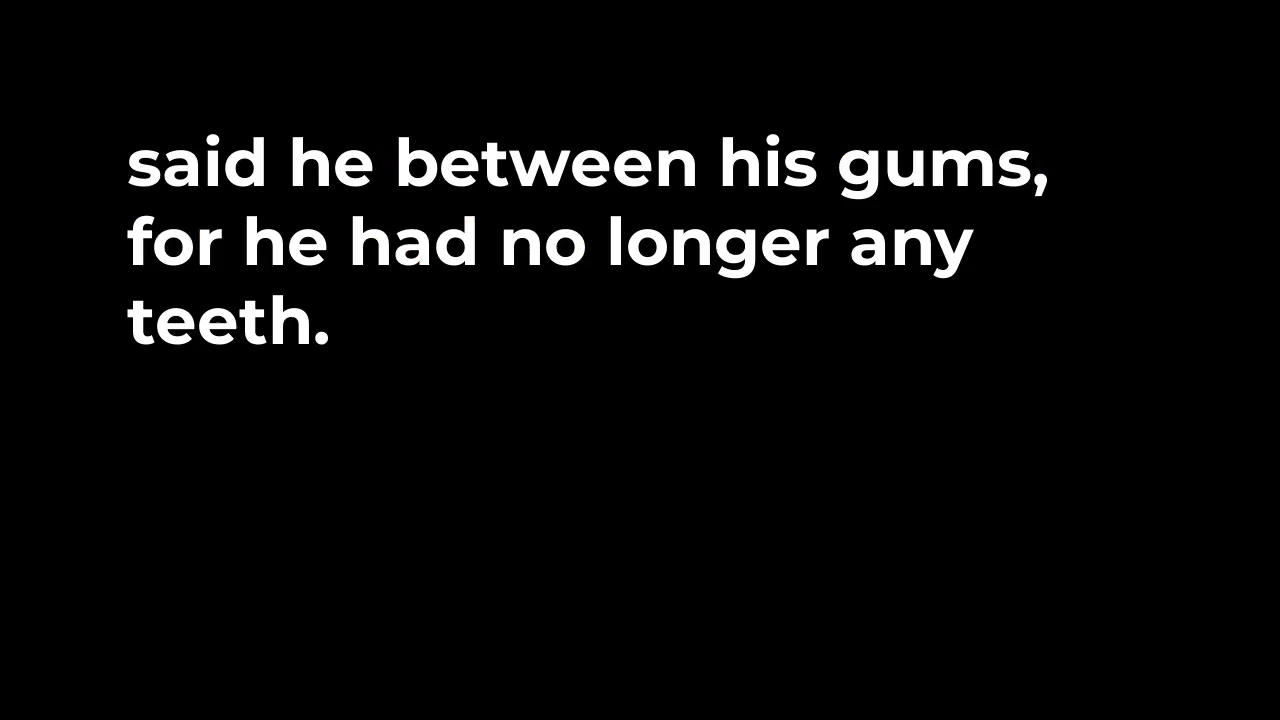 said he between his gums,
for he had no longer any
teeth.